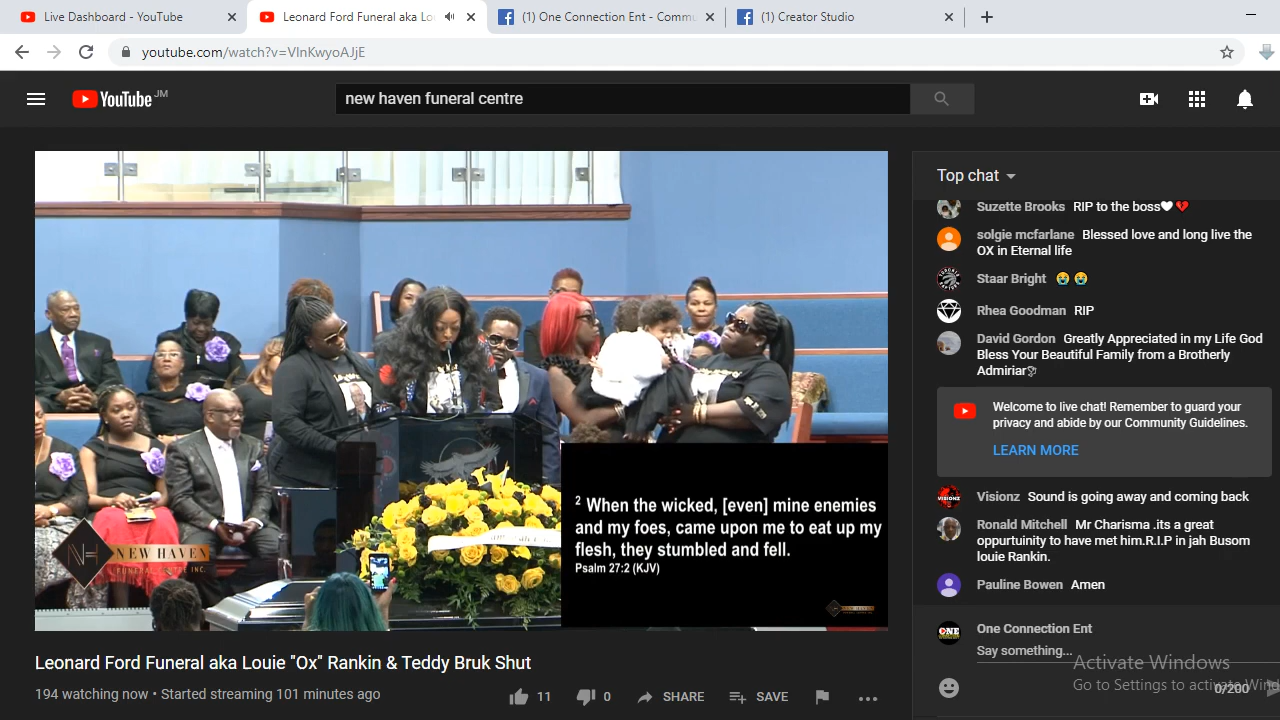 Live Dashboard - YouTube
Leonard Ford Funeral aka Lo
(1) One Connection Ent - Commu
(1) Creator Studio
youtube.com/watch?v=VlnKwyoAJjE
YouTube JM
new haven funeral centre
Top chat
Suzette Brooks RIP to the boss🤍💔
solgie mcfarlane Blessed love and long live the
OX in Eternal life
Staar Bright 😭😭
Rhea Goodman RIP
David Gordon Greatly Appreciated in my Life God
Bless Your Beautiful Family from a Brotherly
Admiriar🕊
Welcome to live chat! Remember to guard your
privacy and abide by our Community Guidelines.
LEARN MORE
Visionz Sound is going away and coming back
Ronald Mitchell Mr Charisma .its a great
oppurtuinity to have met him.R.I.P in jah Busom
louie Rankin.
Pauline Bowen Amen
One Connection Ent
Say something...
0/200
Activate Windows
Go to Settings to activate Wind
2 When the wicked, [even] mine enemies
and my foes, came upon me to eat up my
flesh, they stumbled and fell.
Psalm 27:2 (KJV)
NH
NEW HAVEN
FUNERAL CENTRE INC.
Leonard Ford Funeral aka Louie "Ox" Rankin & Teddy Bruk Shut
194 watching now • Started streaming 101 minutes ago
11
0
SHARE
SAVE